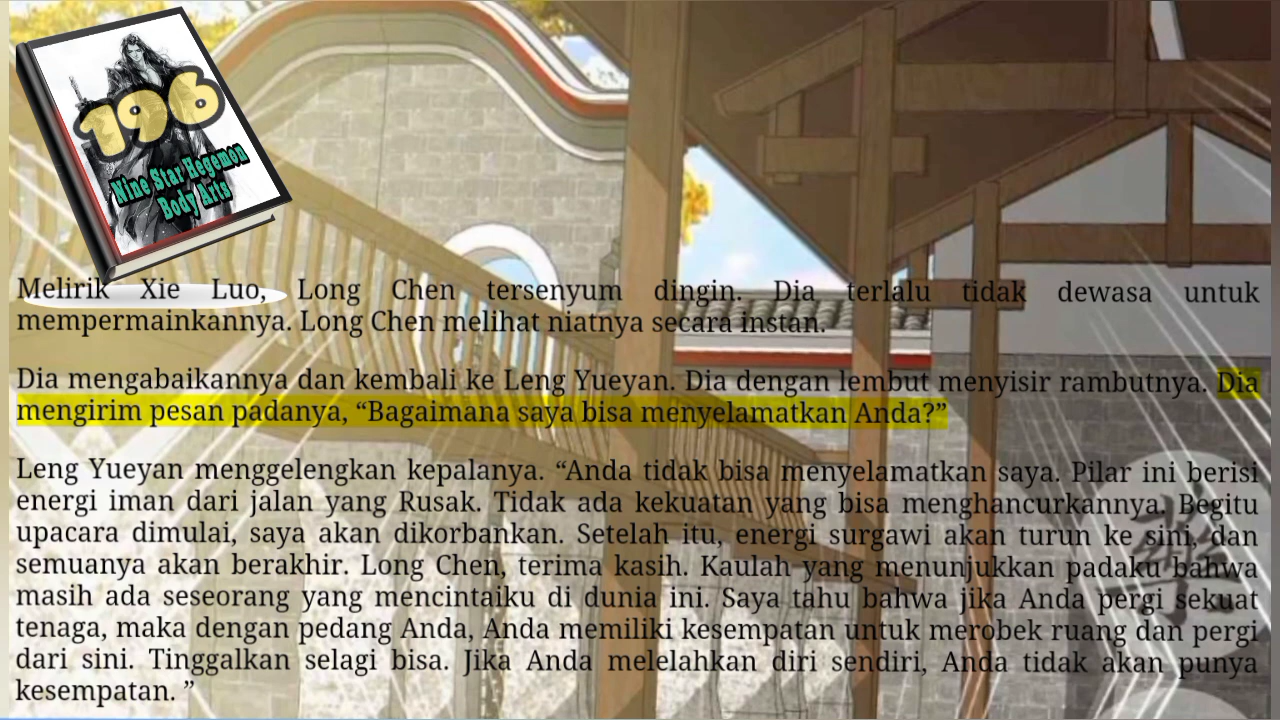 196
Nine Star Hegemon
Body Arts
Melirik Xie Luo, Long Chen tersenyum dingin. Dia terlalu tidak dewasa untuk
mempermainkannya. Long Chen melihat niatnya secara instan.
Dia mengabaikannya dan kembali ke Leng Yueyan. Dia dengan lembut menyisir rambutnya. Dia
mengirim pesan padanya, “Bagaimana saya bisa menyelamatkan Anda?”
Leng Yueyan menggelengkan kepalanya. “Anda tidak bisa menyelamatkan saya. Pilar ini berisi
energi iman dari jalan yang Rusak. Tidak ada kekuatan yang bisa menghancurkannya. Begitu
upacara dimulai, saya akan dikorbankan. Setelah itu, energi surgawi akan turun ke sini, dan
semuanya akan berakhir. Long Chen, terima kasih. Kaulah yang menunjukkan padaku bahwa
masih ada seseorang yang mencintaiku di dunia ini. Saya tahu bahwa jika Anda pergi sekuat
tenaga, maka dengan pedang Anda, Anda memiliki kesempatan untuk merobek ruang dan pergi
dari sini. Tinggalkan selagi bisa. Jika Anda melelahkan diri sendiri, Anda tidak akan punya
kesempatan. ”